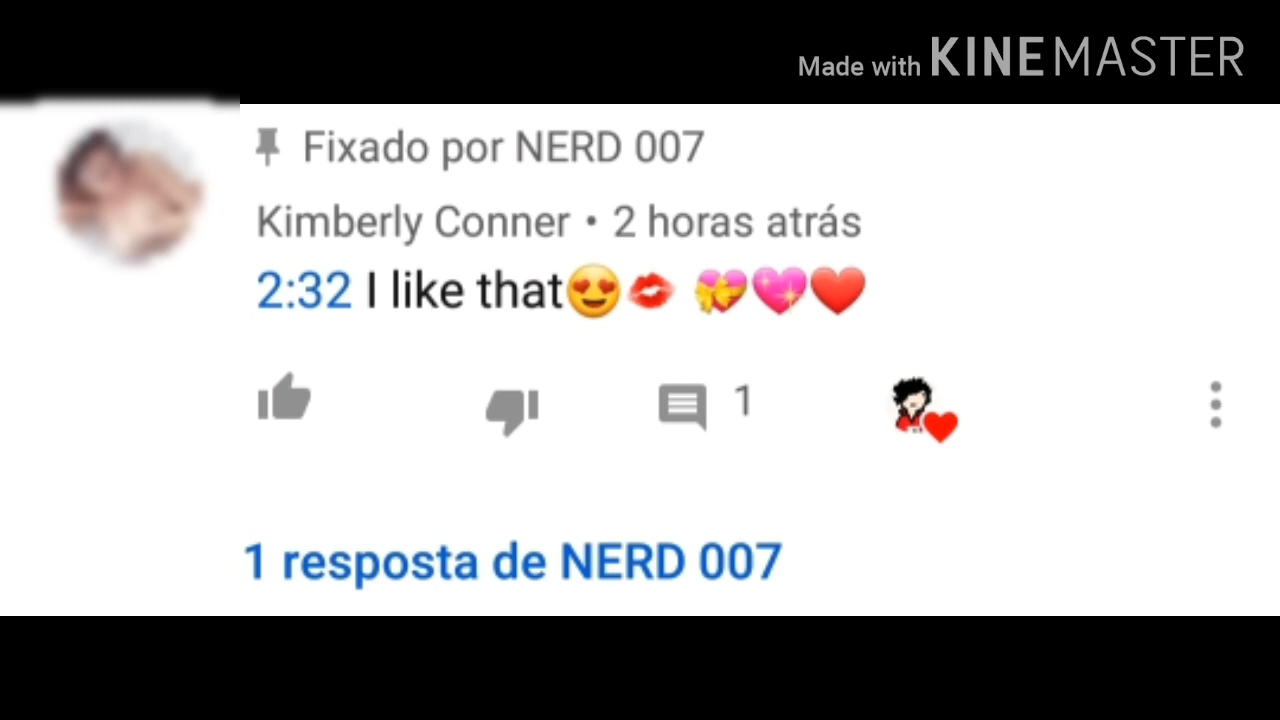 Made with KINEMASTER
Fixado por NERD 007
Kimberly Conner • 2 horas atrás
2:32 I like that😍💋 💝💖❤️
1
1 resposta de NERD 007